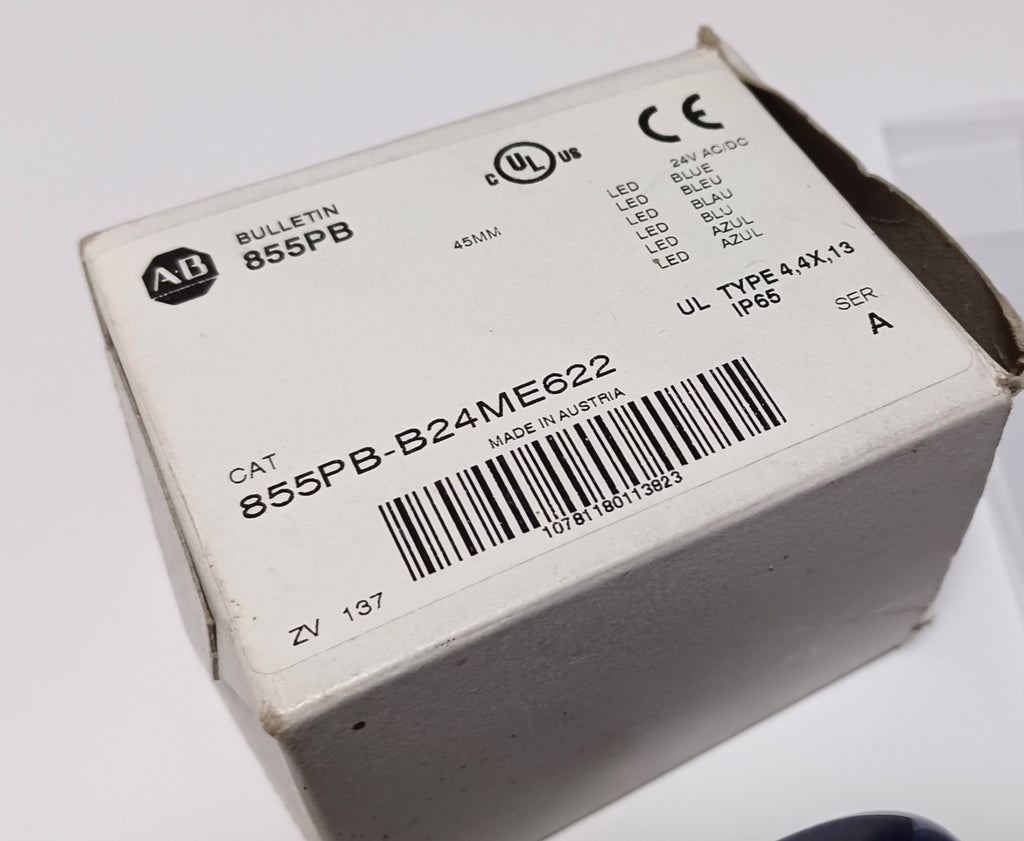 A·B
BULLETIN
855PB
45MM
C UL US
CE
24V AC/DC
LED BLUE
LED BLEU
LED BLAU
LED BLU
LED AZUL
LED AZUL
UL TYPE 4,4X,13
IP65
SER
A
CAT
855PB-B24ME622
MADE IN AUSTRIA
10781180113823
ZV 137